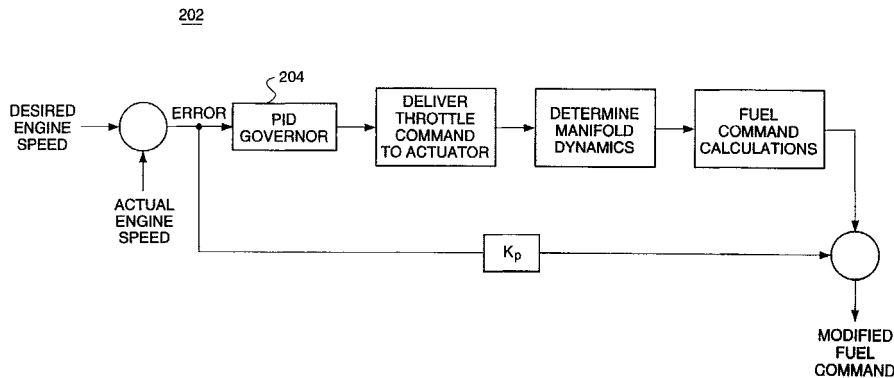 202
204
DESIRED
ENGINE
SPEED
ERROR
PID
GOVERNOR
DELIVER
THROTTLE
COMMAND
TO ACTUATOR
DETERMINE
MANIFOLD
DYNAMICS
FUEL
COMMAND
CALCULATIONS
ACTUAL
ENGINE
SPEED
Kp
MODIFIED
FUEL
COMMAND